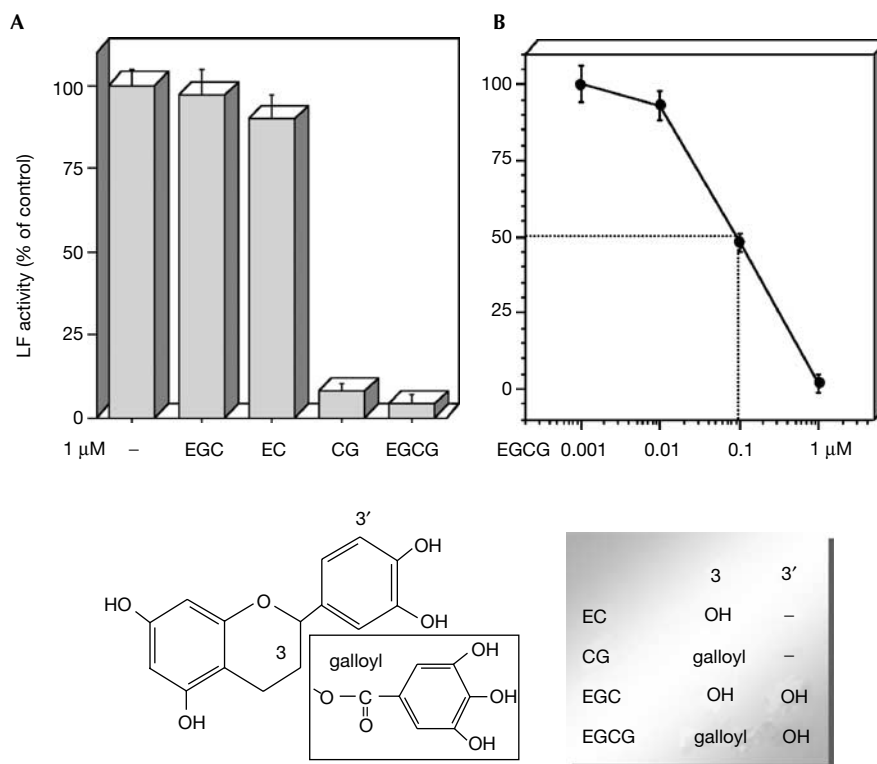 A
LF activity (% of control)
100
75
50
25
0
1 μM – EGC EC CG EGCG
B
100
75
50
25
0
EGCG 0.001 0.01 0.1 1 μM
3′
OH
OH
O
HO
3
OH
galloyl
O C
O
OH
OH
OH
3 3′
EC OH –
CG galloyl –
EGC OH OH
EGCG galloyl OH